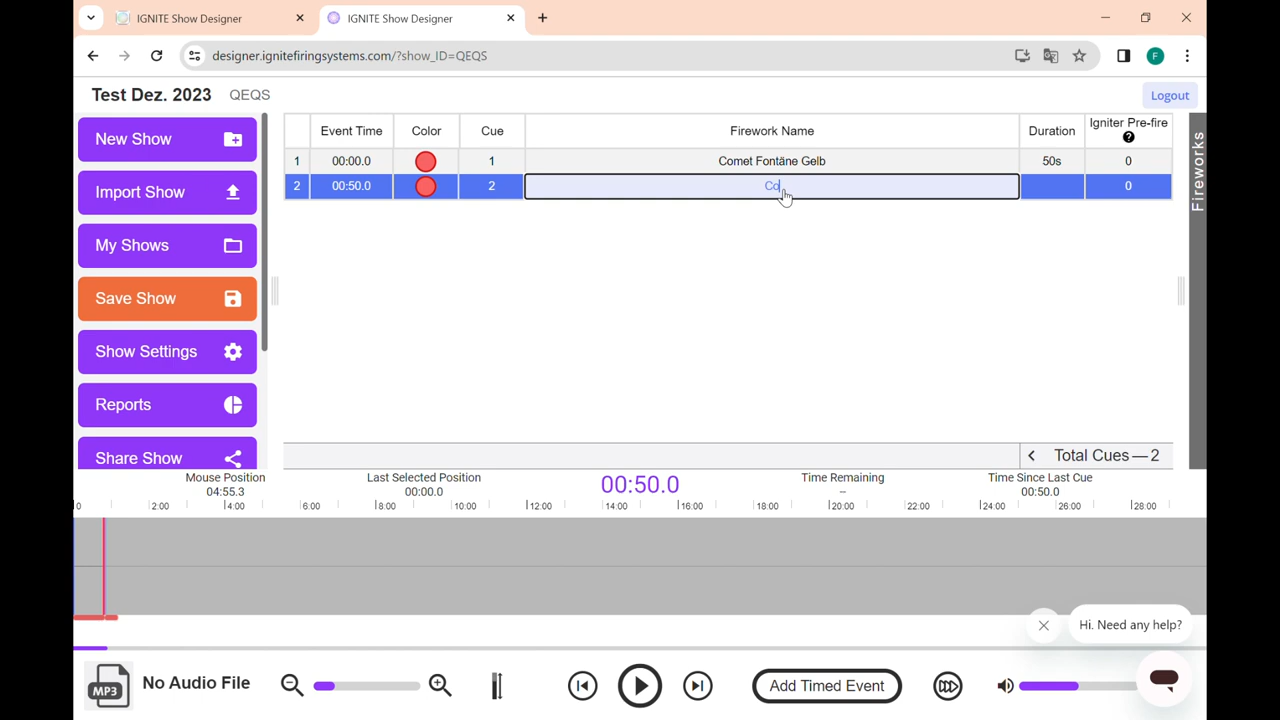 IGNITE Show Designer
IGNITE Show Designer
designer.ignitefiringsystems.com/?show_ID=QEQS
F
Test Dez. 2023 QEQS
Logout
New Show
Import Show
My Shows
Save Show
Show Settings
Reports
Share Show
Event Time Color Cue Firework Name Duration Igniter Pre-fire
1 00:00.0 1 Comet Fontäne Gelb 50s 0
2 00:50.0 2 Co 0
Fireworks
Total Cues — 2
Mouse Position
04:55.3
Last Selected Position
00:00.0
00:50.0
Time Remaining
--
Time Since Last Cue
00:50.0
0 2:00 4:00 6:00 8:00 10:00 12:00 14:00 16:00 18:00 20:00 22:00 24:00 26:00 28:00
Hi. Need any help?
MP3
No Audio File
Add Timed Event